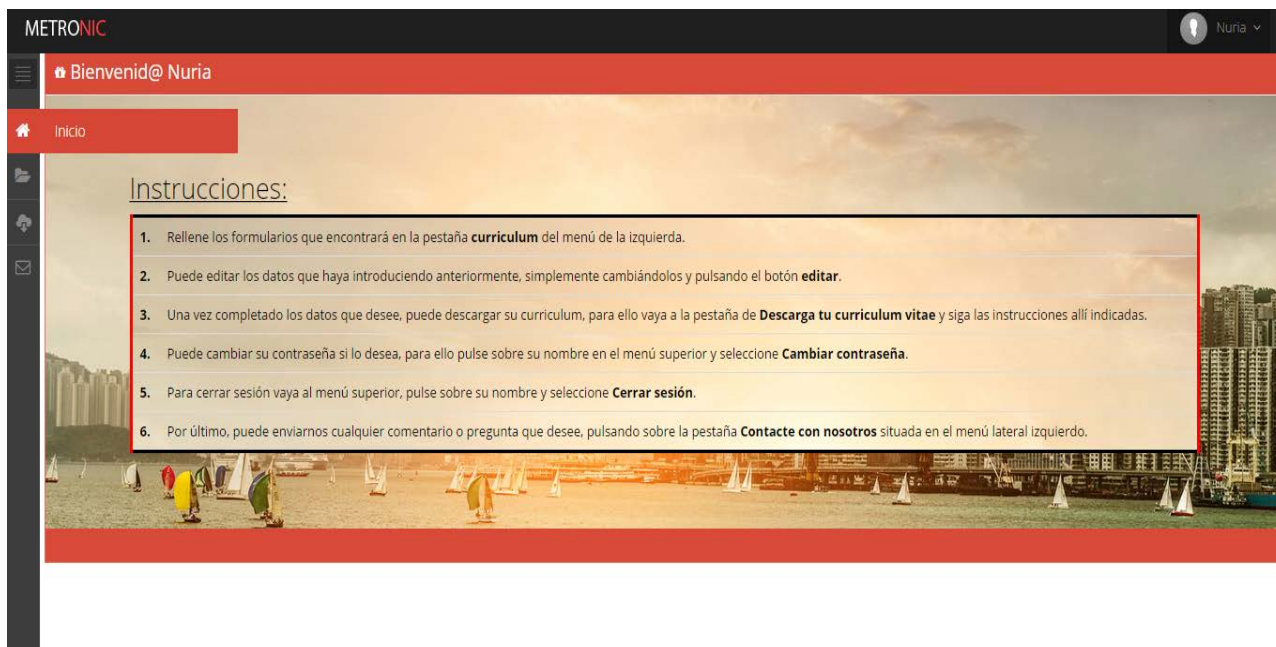 METRONIC
Nuria
Bienvenid@ Nuria
Inicio
Instrucciones:
1. Rellene los formularios que encontrará en la pestaña curriculum del menú de la izquierda.
2. Puede editar los datos que haya introduciendo anteriormente, simplemente cambiándolos y pulsando el botón editar.
3. Una vez completado los datos que desee, puede descargar su curriculum, para ello vaya a la pestaña de Descarga tu curriculum vitae y siga las instrucciones allí indicadas.
4. Puede cambiar su contraseña si lo desea, para ello pulse sobre su nombre en el menú superior y seleccione Cambiar contraseña.
5. Para cerrar sesión vaya al menú superior, pulse sobre su nombre y seleccione Cerrar sesión.
6. Por último, puede enviarnos cualquier comentario o pregunta que desee, pulsando sobre la pestaña Contacte con nosotros situada en el menú lateral izquierdo.